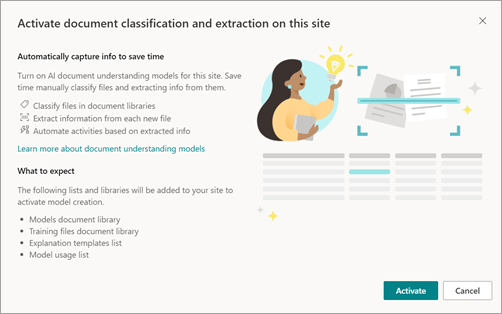 Activate document classification and extraction on this site
Automatically capture info to save time
Turn on AI document understanding models for this site. Save
time manually classify files and extracting info from them.
Classify files in document libraries
Extract information from each new file
Automate activities based on extracted info
Learn more about document understanding models
What to expect
The following lists and libraries will be added to your site to
activate model creation.
• Models document library
• Training files document library
• Explanation templates list
• Model usage list
Activate
Cancel